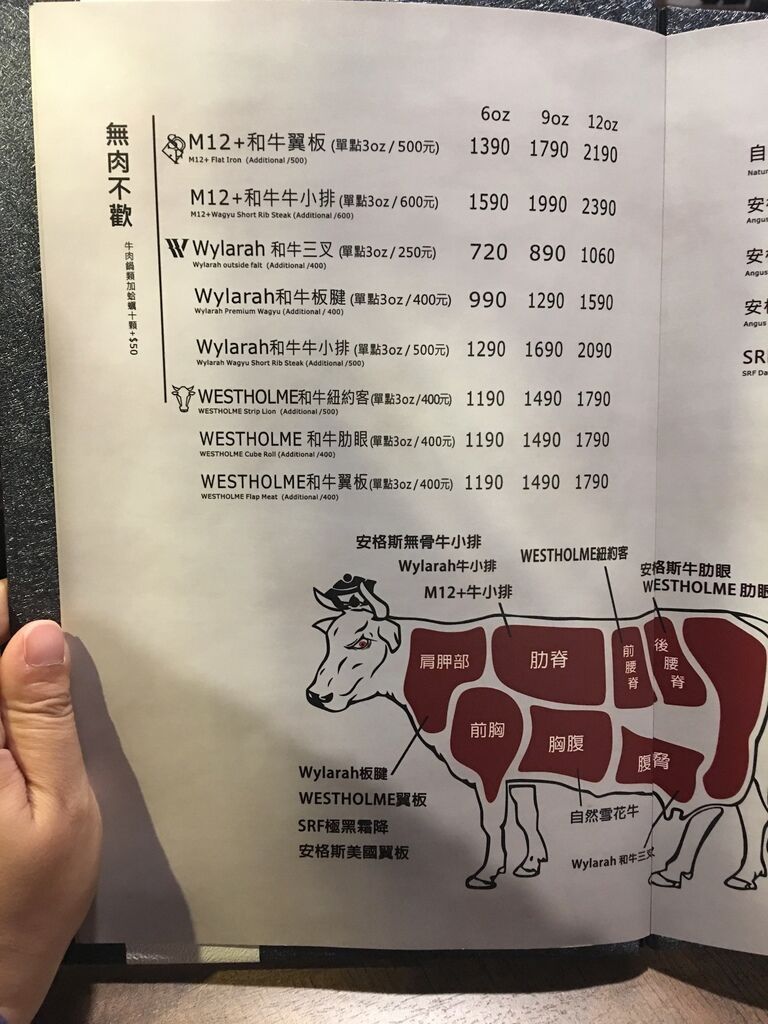 無肉不歡
牛肉鍋類加蛤蠣十顆+$50
6oz 9oz 12oz
M12+和牛翼板 (單點3oz / 500元) 1390 1790 2190
M12+ Flat Iron (Additional /500)
M12+和牛牛小排 (單點3oz / 600元) 1590 1990 2390
M12+Wagyu Short Rib Steak (Additional /600)
Wylarah 和牛三叉 (單點3oz / 250元) 720 890 1060
Wylarah outside falt (Additional /400)
Wylarah和牛板腱 (單點3oz / 400元) 990 1290 1590
Wylarah Premium Wagyu (Additional / 400)
Wylarah和牛牛小排 (單點3oz / 500元) 1290 1690 2090
Wylarah Wagyu Short Rib Steak (Additional /500)
WESTHOLME和牛紐約客 (單點3oz / 400元) 1190 1490 1790
WESTHOLME Strip Lion (Additional /500)
WESTHOLME 和牛肋眼 (單點3oz / 400元) 1190 1490 1790
WESTHOLME Cube Roll (Additional /400)
WESTHOLME和牛翼板 (單點3oz / 400元) 1190 1490 1790
WESTHOLME Flap Meat (Additional /400)
自
Natur
安
Angus
安
Angus
安
Angus
SR
SRF Da
安格斯無骨牛小排
Wylarah牛小排
M12+牛小排
WESTHOLME紐約客
安格斯牛肋眼
WESTHOLME 肋眼
肩胛部
肋脊
前腰脊
後腰脊
前胸
胸腹
腹脅
Wylarah板腱
WESTHOLME翼板
SRF極黑霜降
安格斯美國翼板
自然雪花牛
Wylarah 和牛三叉